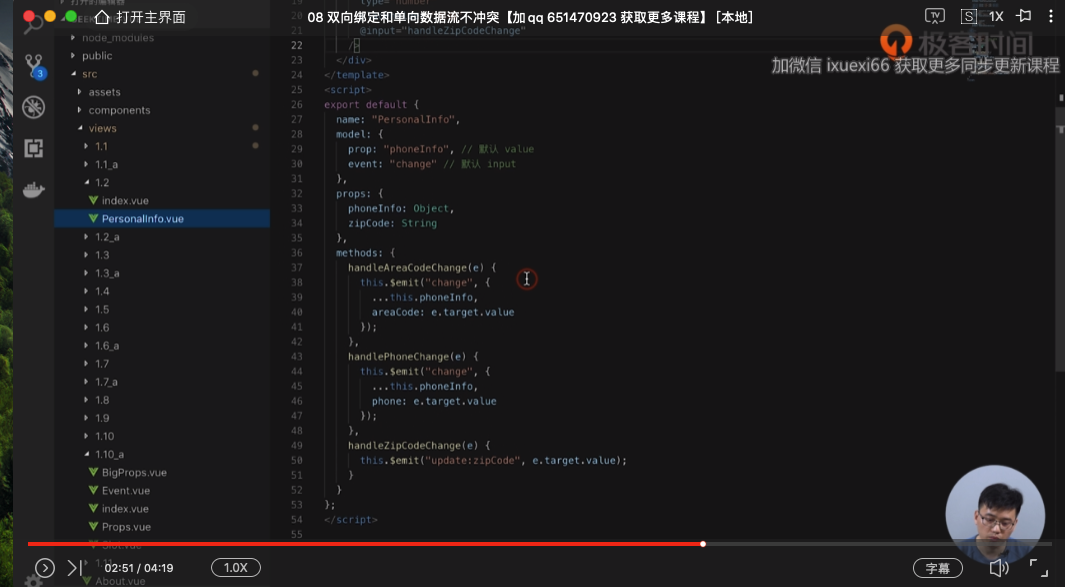 打开主界面
08 双向绑定和单向数据流不冲突【加qq 651470923 获取更多课程】[本地]
1X
极客时间
加微信 ixuexi66 获取更多同步更新课程
3
node_modules
public
src
assets
components
views
1.1
1.1_a
1.2
index.vue
PersonalInfo.vue
1.2_a
1.3
1.3_a
1.4
1.5
1.6
1.6_a
1.7
1.7_a
1.8
1.9
1.10
1.10_a
BigProps.vue
Event.vue
index.vue
Props.vue
Slot.vue
1.11
About.vue
21 @input="handleZipCodeChange"
22 />
23 </div>
24 </template>
25 <script>
26 export default {
27 name: "PersonalInfo",
28 model: {
29 prop: "phoneInfo", // 默认 value
30 event: "change" // 默认 input
31 },
32 props: {
33 phoneInfo: Object,
34 zipCode: String
35 },
36 methods: {
37 handleAreaCodeChange(e) {
38 this.$emit("change", {
39 ...this.phoneInfo,
40 areaCode: e.target.value
41 });
42 },
43 handlePhoneChange(e) {
44 this.$emit("change", {
45 ...this.phoneInfo,
46 phone: e.target.value
47 });
48 },
49 handleZipCodeChange(e) {
50 this.$emit("update:zipCode", e.target.value);
51 }
52 }
53 };
54 </script>
55
02:51 / 04:19
1.0X
字幕